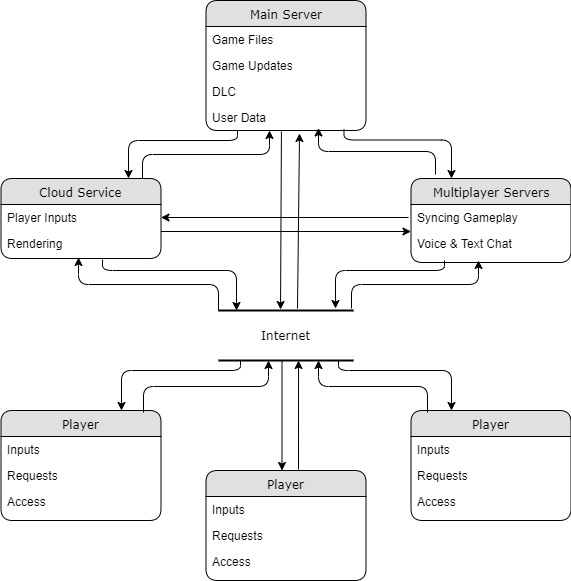 Main Server
Game Files
Game Updates
DLC
User Data
Cloud Service
Player Inputs
Rendering
Multiplayer Servers
Syncing Gameplay
Voice & Text Chat
Internet
Player
Inputs
Requests
Access
Player
Inputs
Requests
Access
Player
Inputs
Requests
Access